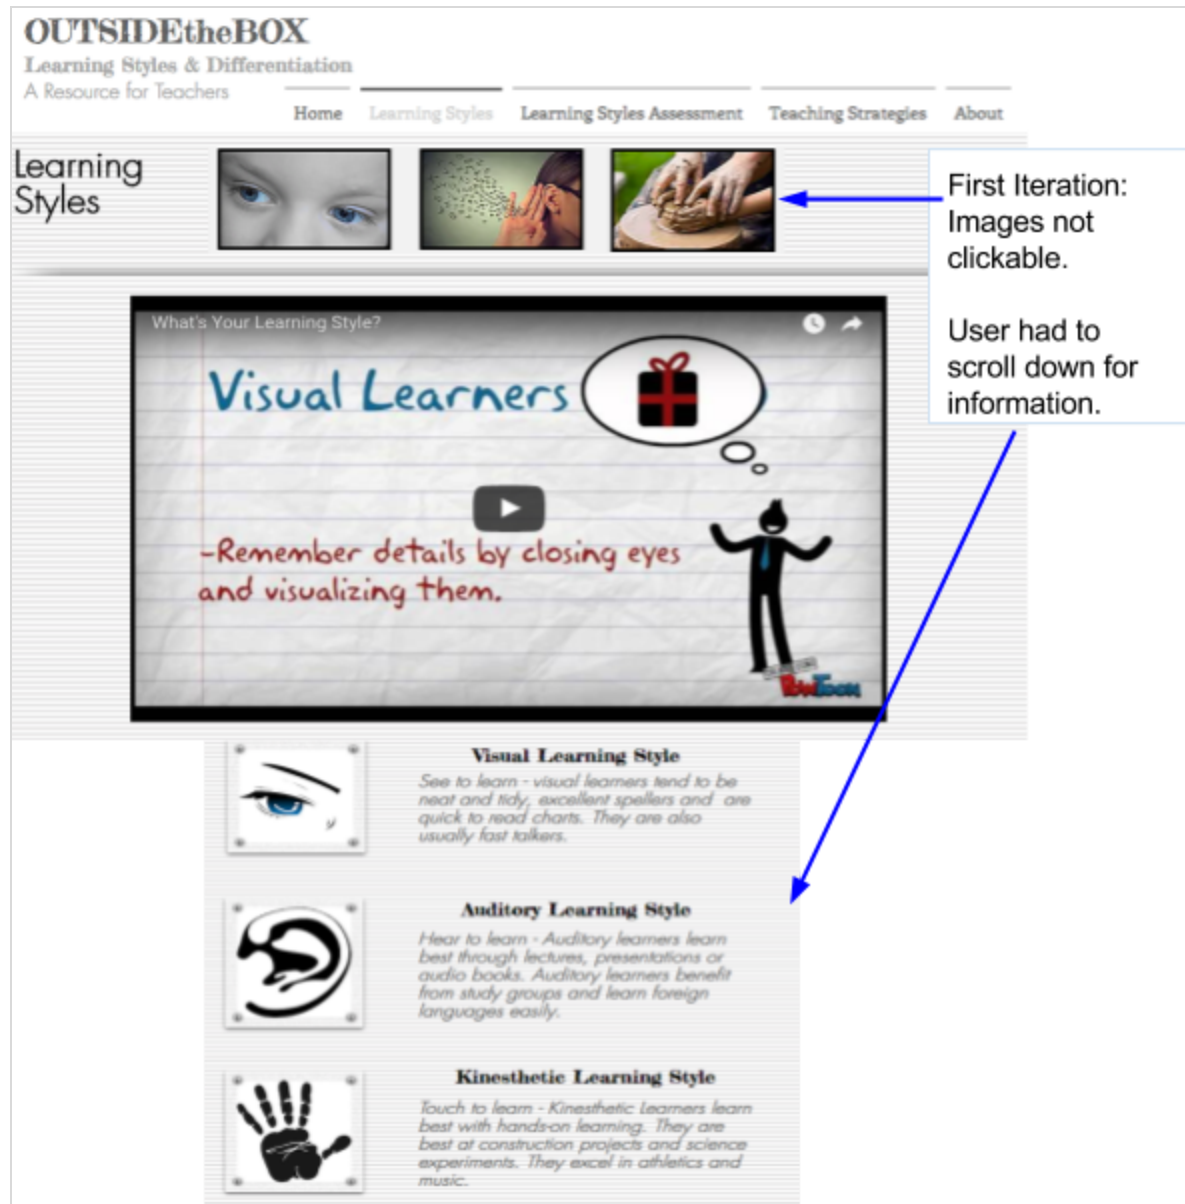 OUTSIDEtheBOX
Learning Styles & Differentiation
A Resource for Teachers
Home Learning Styles Learning Styles Assessment Teaching Strategies About
Learning
Styles
First Iteration:
Images not
clickable.
User had to
scroll down for
information.
What's Your Learning Style?
Visual Learners
-Remember details by closing eyes
and visualizing them.
PowToon
Visual Learning Style
See to learn - visual learners tend to be
neat and tidy, excellent spellers and are
quick to read charts. They are also
usually fast talkers.
Auditory Learning Style
Hear to learn - Auditory learners learn
best through lectures, presentations or
audio books. Auditory learners benefit
from study groups and learn foreign
languages easily.
Kinesthetic Learning Style
Touch to learn - Kinesthetic Learners learn
best with hands-on learning. They are
best at construction projects and science
experiments. They excel in athletics and
music.